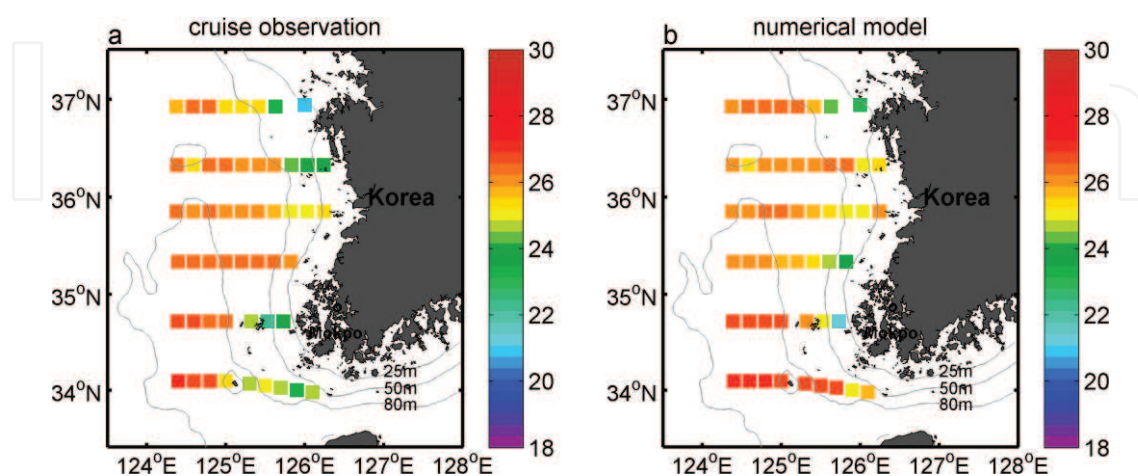 cruise observation
a
37°N
36°N
35°N
34°N
124°E
125°E
126°E
127°E
128°E
Korea
Mokpo
25m
50m
80m
30
28
26
24
22
20
18
numerical model
b
37°N
36°N
35°N
34°N
124°E
125°E
126°E
127°E
128°E
Korea
Mokpo
25m
50m
80m
30
28
26
24
22
20
18